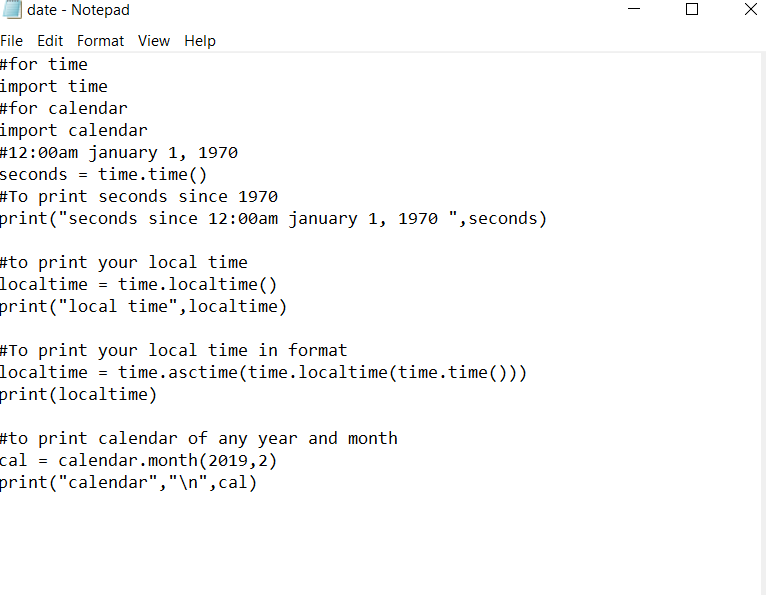 date - Notepad
File Edit Format View Help
#for time
import time
#for calendar
import calendar
#12:00am january 1, 1970
seconds = time.time()
#To print seconds since 1970
print("seconds since 12:00am january 1, 1970 ",seconds)
#to print your local time
localtime = time.localtime()
print("local time",localtime)
#To print your local time in format
localtime = time.asctime(time.localtime(time.time()))
print(localtime)
#to print calendar of any year and month
cal = calendar.month(2019,2)
print("calendar","\n",cal)